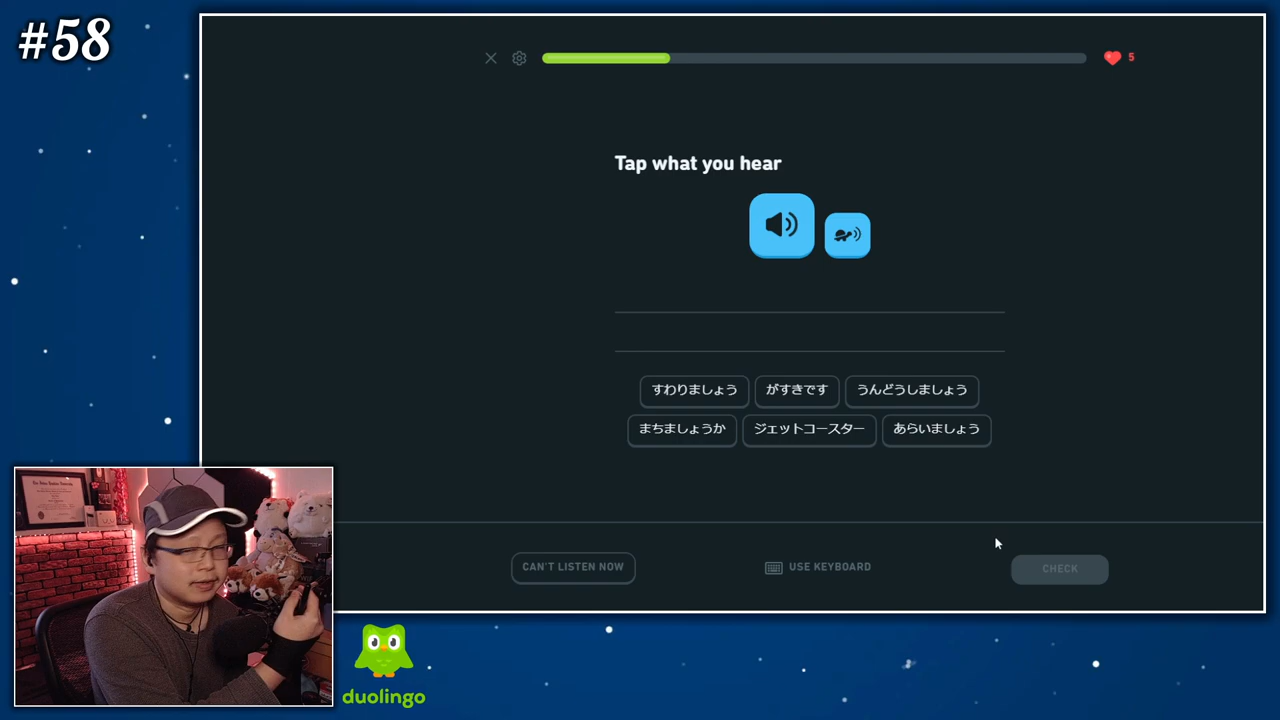 #58
5
Tap what you hear
すわりましょう がすきです うんどうしましょう
まちましょうか ジェットコースター あらいましょう
CAN'T LISTEN NOW USE KEYBOARD CHECK
duolingo